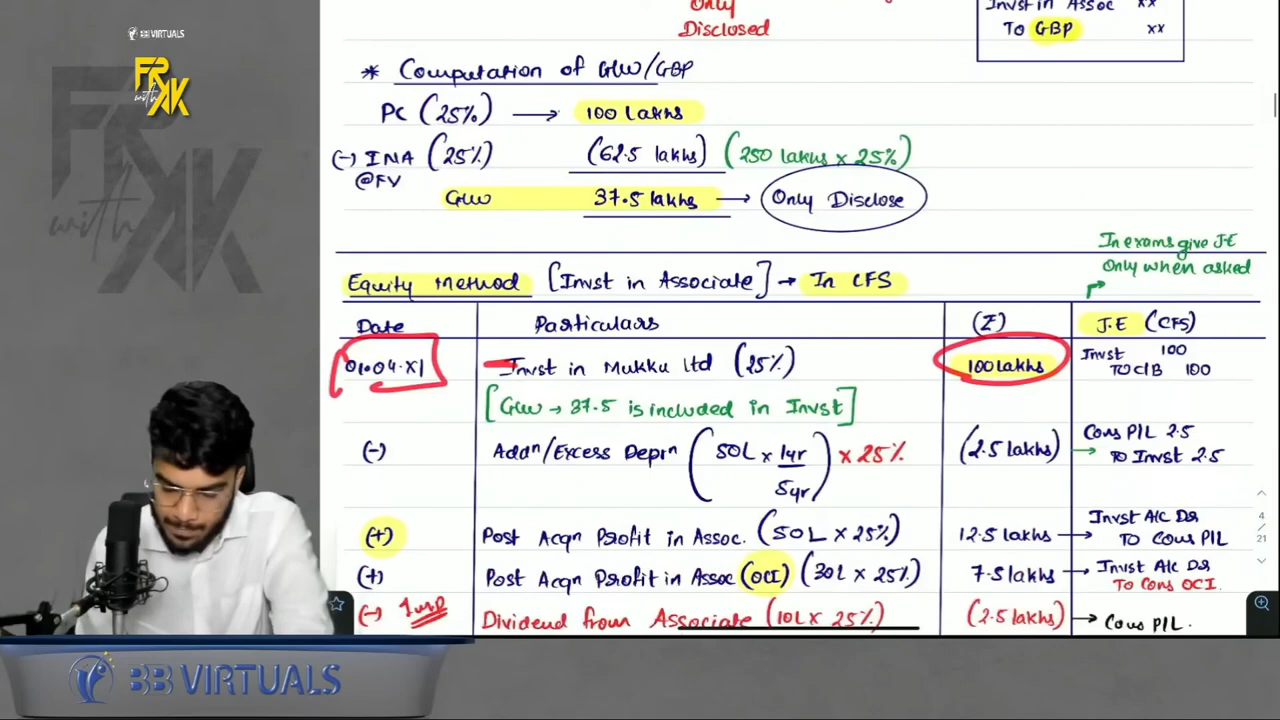 Only
Disclosed
Invst in Assoc xx
To GBP xx
BB VIRTUALS
FR
with
AK
* Computation of GW/GBP
PC (25%) → 100 Lakhs
(-) INA (25%) (62.5 lakhs) (250 lakhs x 25%)
@FV
GW 37.5 lakhs → Only Disclose
In exams give J.E
Only when asked
Equity Method [Invst in Associate] → In CFS
Date Particulars (₹) J.E (CFS)
01.04.X1 Invst in Mukku Ltd (25%) 100 lakhs Invst 100
To C/B 100
[GW → 37.5 is included in Invst]
(-) Addn/Excess Deprn (50L x 1yr/5yr) x 25% (2.5 lakhs) → Cons P/L 2.5
To Invst 2.5
(+) Post Acqn Profit in Assoc. (50L x 25%) 12.5 lakhs → Invst A/c Dr
To Cons P/L
(+) Post Acqn Profit in Assoc (OCI) (30L x 25%) 7.5 lakhs → Invst A/c Dr
To Cons OCI.
(-) Imp Dividend from Associate (10L x 25%) (2.5 lakhs) → Cons P/L.
4
/
21
BB VIRTUALS